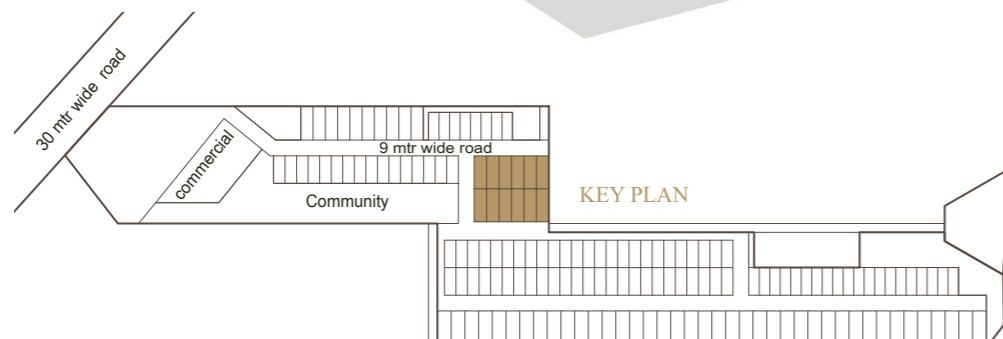 30 mtr wide road
commercial
9 mtr wide road
Community
KEY PLAN